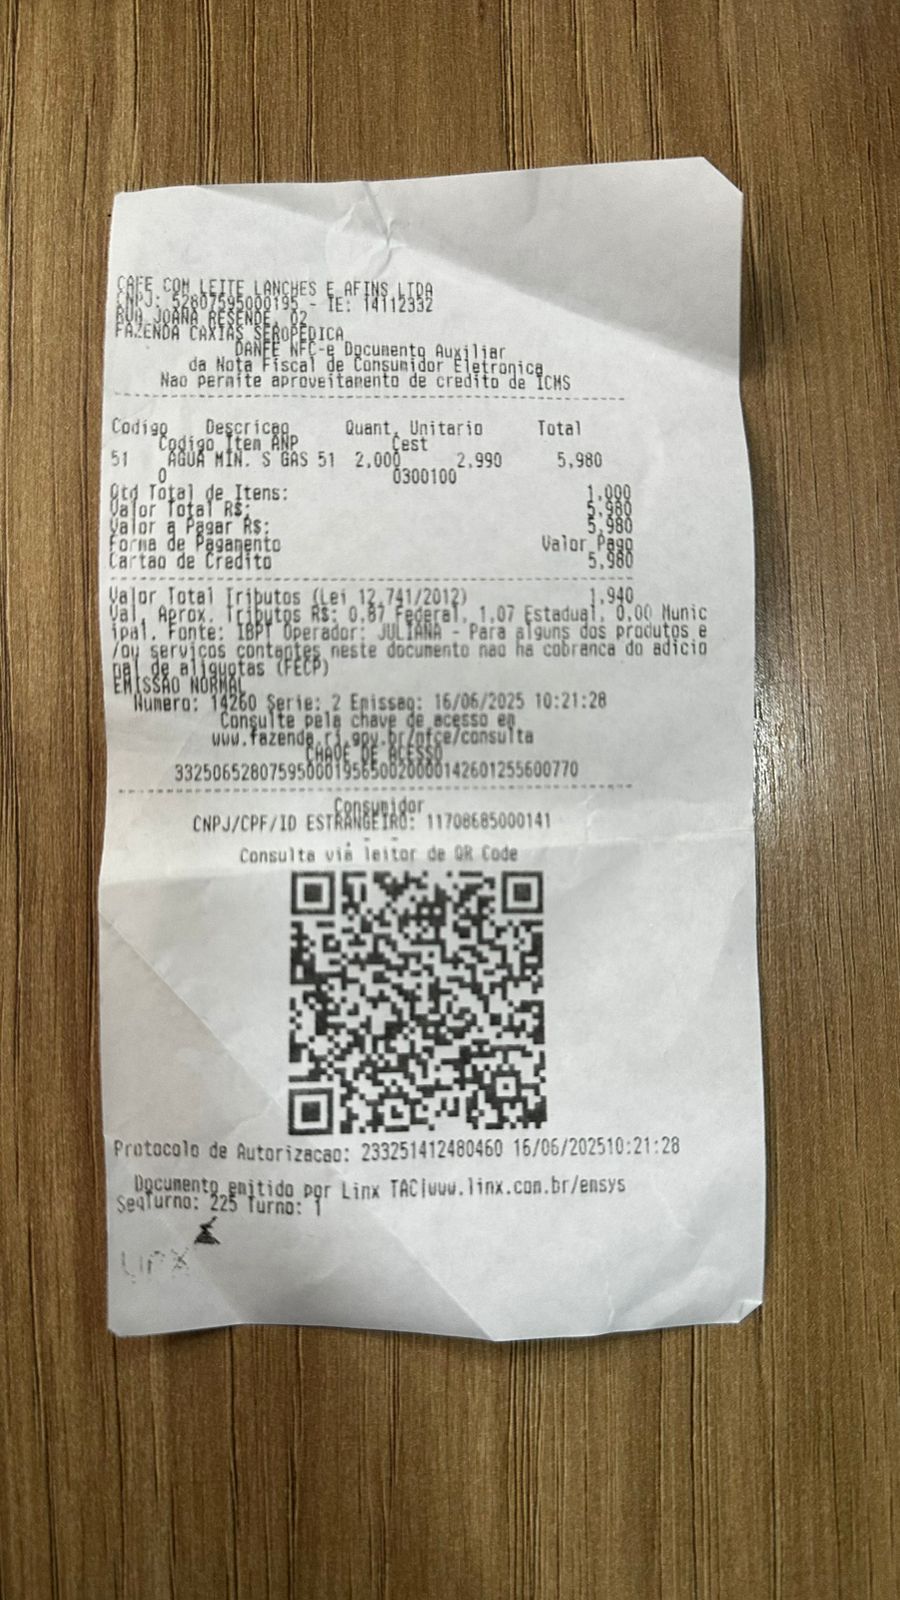 CAFE COM LEITE LANCHES E AFINS LTDA
CNPJ: 52807595000195 - IE: 14112332
RUA JOANA RESENDE, 02
FAZENDA CAXIAS SEROPEDICA
DANFE NFC-e Documento Auxiliar
da Nota Fiscal de Consumidor Eletronica
Nao permite aproveitamento de credito de ICMS
Codigo Descricao Quant. Unitario Total
Codigo Item ANP Cest
51 AGUA MIN. S GAS 51 2,000 2,990 5,980
0 0300100
Qtd Total de Itens: 1,000
Valor Total R$: 5,980
Valor a Pagar R$: 5,980
Forma de Pagamento Valor Pago
Cartao de Credito 5,980
Valor Total Tributos (Lei 12.741/2012) 1,940
Val. Aprox. Tributos R$: 0,87 Federal, 1,07 Estadual, 0,00 Munic
ipal. Fonte: IBPT Operador: JULIANA - Para alguns dos produtos e
/ou servicos contantes neste documento nao ha cobranca do adicio
nal de aliquotas (FECP)
EMISSAO NORMAL
Numero: 14260 Serie: 2 Emissao: 16/06/2025 10:21:28
Consulte pela chave de acesso em
www.fazenda.rj.gov.br/nfce/consulta
CHAVE DE ACESSO
33250652807595000195650020000142601255600770
Consumidor
CNPJ/CPF/ID ESTRANGEIRO: 11708685000141
Consulta via leitor de QR Code
Protocolo de Autorizacao: 233251412480460 16/06/202510:21:28
Documento emitido por Linx TAC|www.linx.com.br/emsys
SeqTurno: 225 Turno: 1
Linx